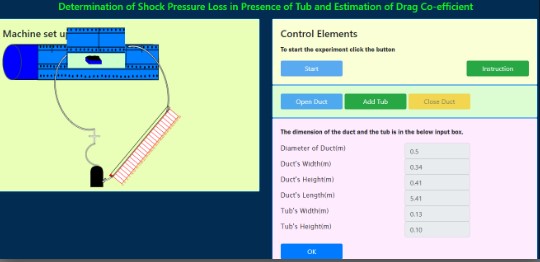 Determination of Shock Pressure Loss in Presence of Tub and Estimation of Drag Co-efficient
Machine set u
Control Elements
To start the experiment click the button
Start
Instruction
Open Duct
Add Tub
Close Duct
The dimension of the duct and the tub is in the below input box.
Diameter of Duct(m)
0.5
Duct's Width(m)
0.34
Duct's Height(m)
0.41
Duct's Length(m)
5.41
Tub's Width(m)
0.13
Tub's Height(m)
0.10
OK